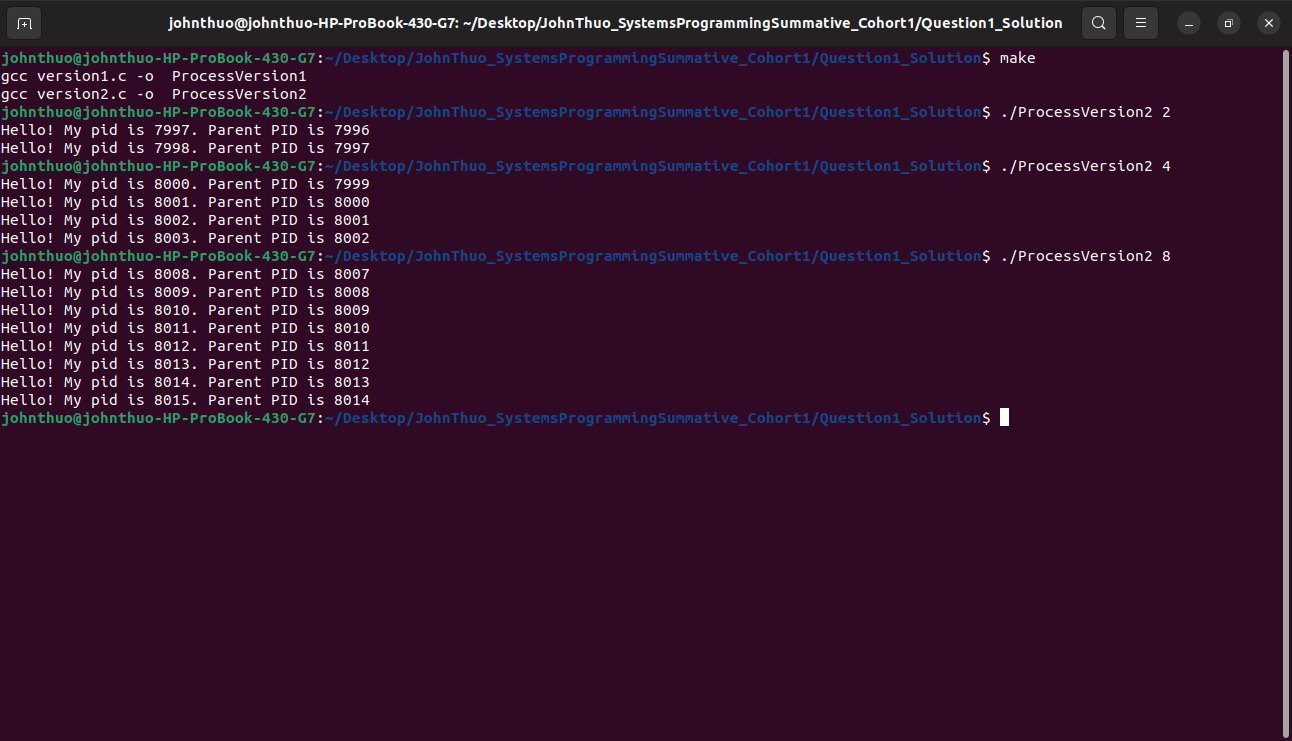 johnthuo@johnthuo-HP-ProBook-430-G7: ~/Desktop/JohnThuo_SystemsProgrammingSummative_Cohort1/Question1_Solution
johnthuo@johnthuo-HP-ProBook-430-G7:~/Desktop/JohnThuo_SystemsProgrammingSummative_Cohort1/Question1_Solution$ make
gcc version1.c -o  ProcessVersion1
gcc version2.c -o  ProcessVersion2
johnthuo@johnthuo-HP-ProBook-430-G7:~/Desktop/JohnThuo_SystemsProgrammingSummative_Cohort1/Question1_Solution$ ./ProcessVersion2 2
Hello! My pid is 7997. Parent PID is 7996
Hello! My pid is 7998. Parent PID is 7997
johnthuo@johnthuo-HP-ProBook-430-G7:~/Desktop/JohnThuo_SystemsProgrammingSummative_Cohort1/Question1_Solution$ ./ProcessVersion2 4
Hello! My pid is 8000. Parent PID is 7999
Hello! My pid is 8001. Parent PID is 8000
Hello! My pid is 8002. Parent PID is 8001
Hello! My pid is 8003. Parent PID is 8002
johnthuo@johnthuo-HP-ProBook-430-G7:~/Desktop/JohnThuo_SystemsProgrammingSummative_Cohort1/Question1_Solution$ ./ProcessVersion2 8
Hello! My pid is 8008. Parent PID is 8007
Hello! My pid is 8009. Parent PID is 8008
Hello! My pid is 8010. Parent PID is 8009
Hello! My pid is 8011. Parent PID is 8010
Hello! My pid is 8012. Parent PID is 8011
Hello! My pid is 8013. Parent PID is 8012
Hello! My pid is 8014. Parent PID is 8013
Hello! My pid is 8015. Parent PID is 8014
johnthuo@johnthuo-HP-ProBook-430-G7:~/Desktop/JohnThuo_SystemsProgrammingSummative_Cohort1/Question1_Solution$